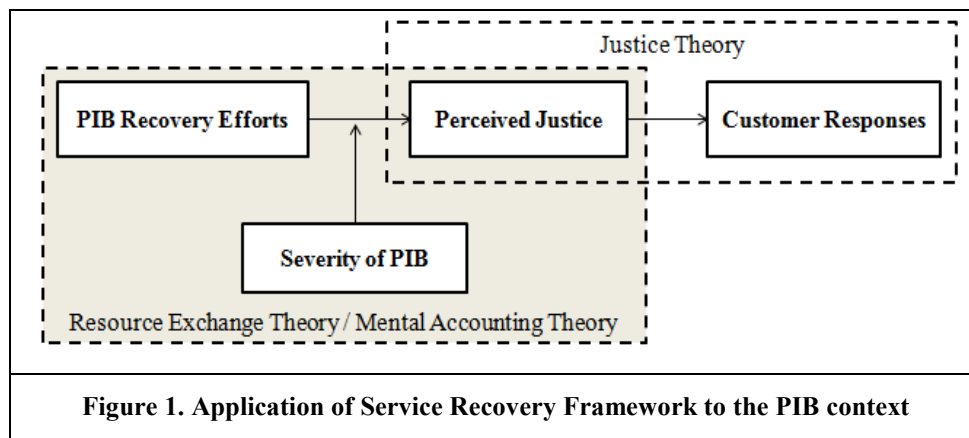 Justice Theory
PIB Recovery Efforts
Perceived Justice
Customer Responses
Severity of PIB
Resource Exchange Theory / Mental Accounting Theory
Figure 1. Application of Service Recovery Framework to the PIB context